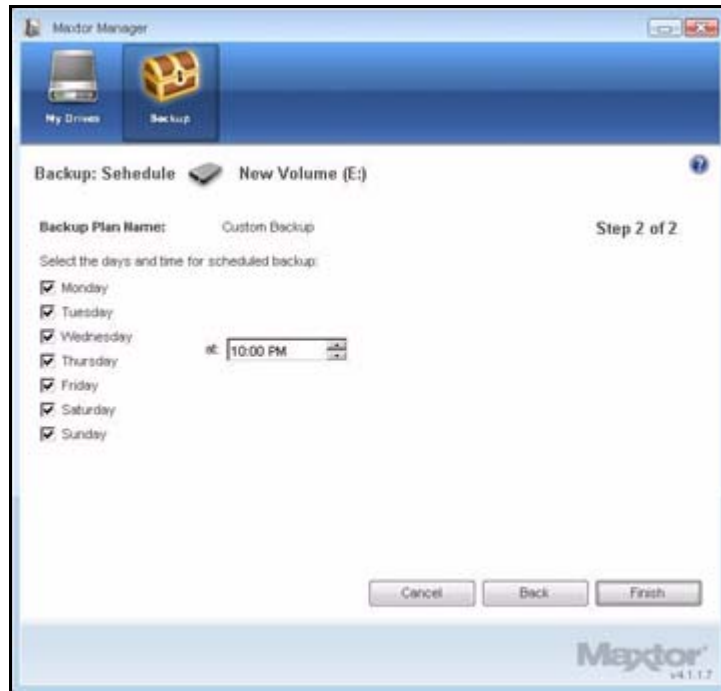 Maxtor Manager
My Drives
Backup
Backup: Schedule New Volume (E:)
Backup Plan Name: Custom Backup
Step 2 of 2
Select the days and time for scheduled backup:
Monday
Tuesday
Wednesday
at: 10:00 PM
Thursday
Friday
Saturday
Sunday
Cancel
Back
Finish
Maxtor
v4.1.1.7